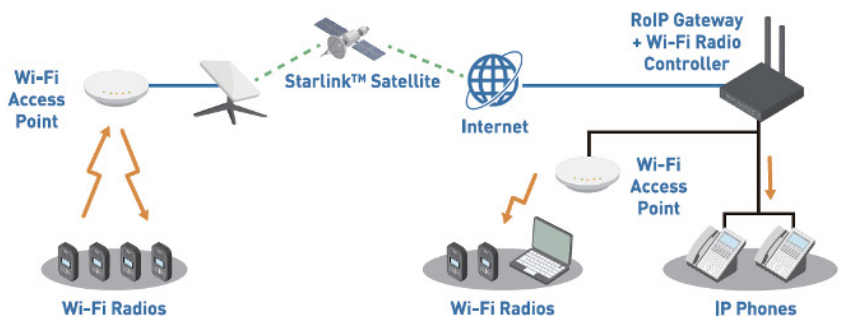 Wi-Fi
Access
Point
Starlink™ Satellite
Internet
RoIP Gateway
+ Wi-Fi Radio
Controller
Wi-Fi
Access
Point
Wi-Fi Radios
Wi-Fi Radios
IP Phones